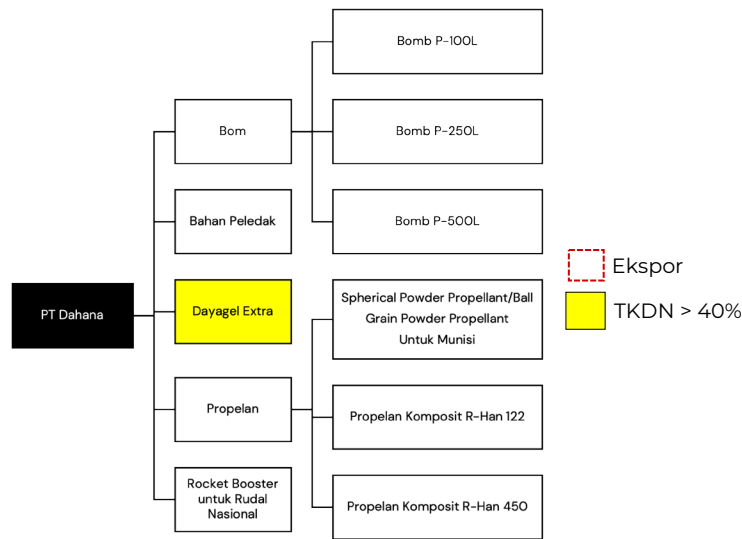 Bomb P-100L
Bom
Bomb P-250L
Bahan Peledak
Bomb P-500L
Ekspor
PT Dahana
Dayagel Extra
Spherical Powder Propellant/Ball
Grain Powder Propellant
Untuk Munisi
TKDN > 40%
Propelan
Propelan Komposit R-Han 122
Rocket Booster
untuk Rudal
Nasional
Propelan Komposit R-Han 450